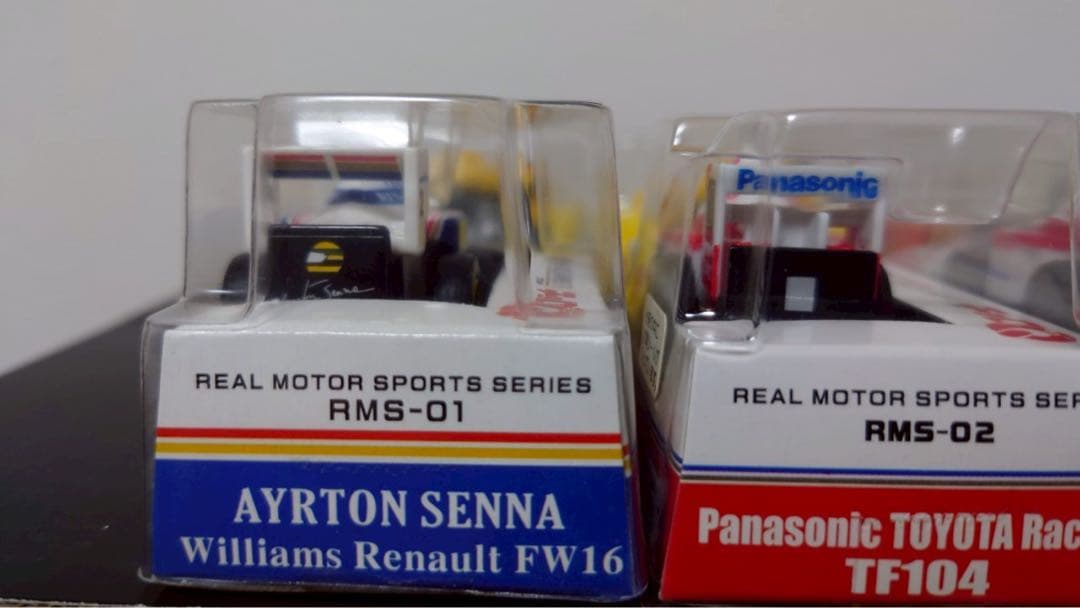 Senna
REAL MOTOR SPORTS SERIES
RMS-01
AYRTON SENNA
Williams Renault FW16
Panasonic
REAL MOTOR SPORTS SER
RMS-02
Panasonic TOYOTA Rac
TF104